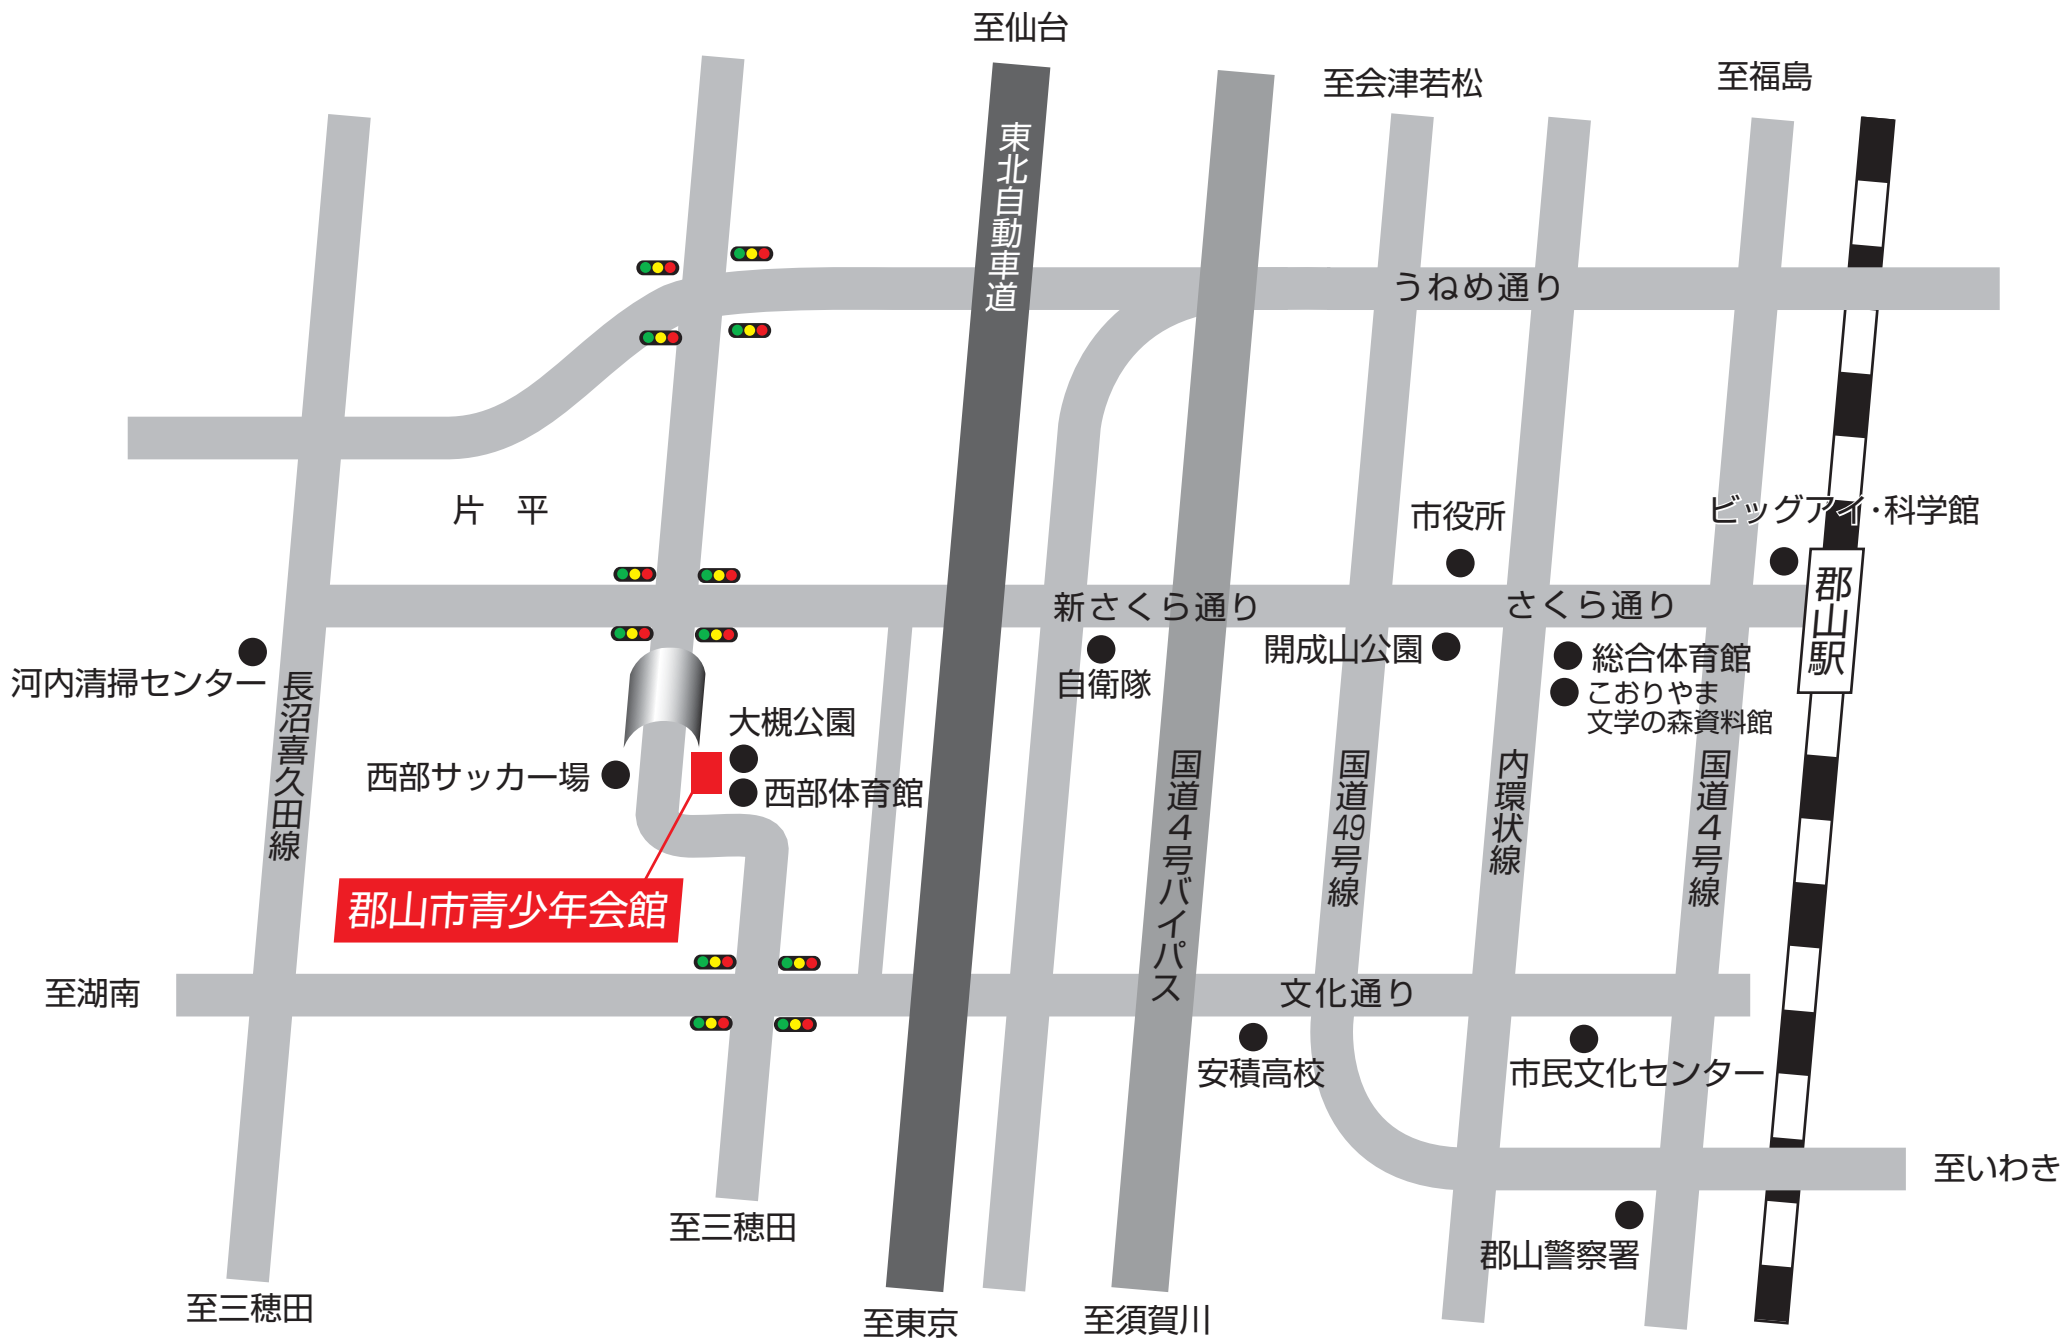 至仙台
至会津若松
至福島
東北自動車道
うねめ通り
片　平
市役所
ビッグアイ・科学館
郡山駅
新さくら通り
さくら通り
河内清掃センター
長沼喜久田線
自衛隊
開成山公園
総合体育館
こおりやま
文学の森資料館
大槻公園
西部サッカー場
西部体育館
国道4号バイパス
国道49号線
内環状線
国道4号線
郡山市青少年会館
至湖南
文化通り
安積高校
市民文化センター
至いわき
至三穂田
郡山警察署
至三穂田
至東京
至須賀川